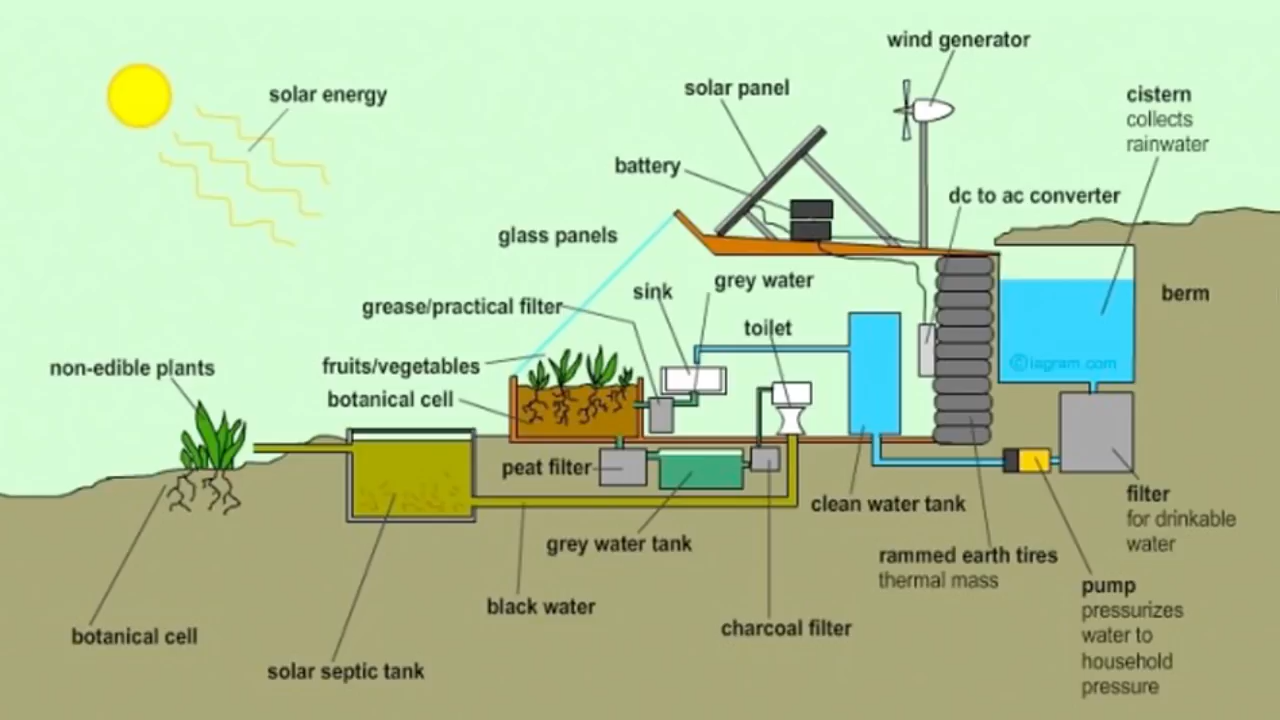 wind generator
solar panel
solar energy
cistern
collects
rainwater
battery
dc to ac converter
glass panels
grey water
sink
berm
grease/practical filter
toilet
non-edible plants
fruits/vegetables
©iagram.com
botanical cell
peat filter
clean water tank
filter
for drinkable
water
grey water tank
rammed earth tires
thermal mass
pump
pressurizes
water to
household
pressure
black water
charcoal filter
botanical cell
solar septic tank